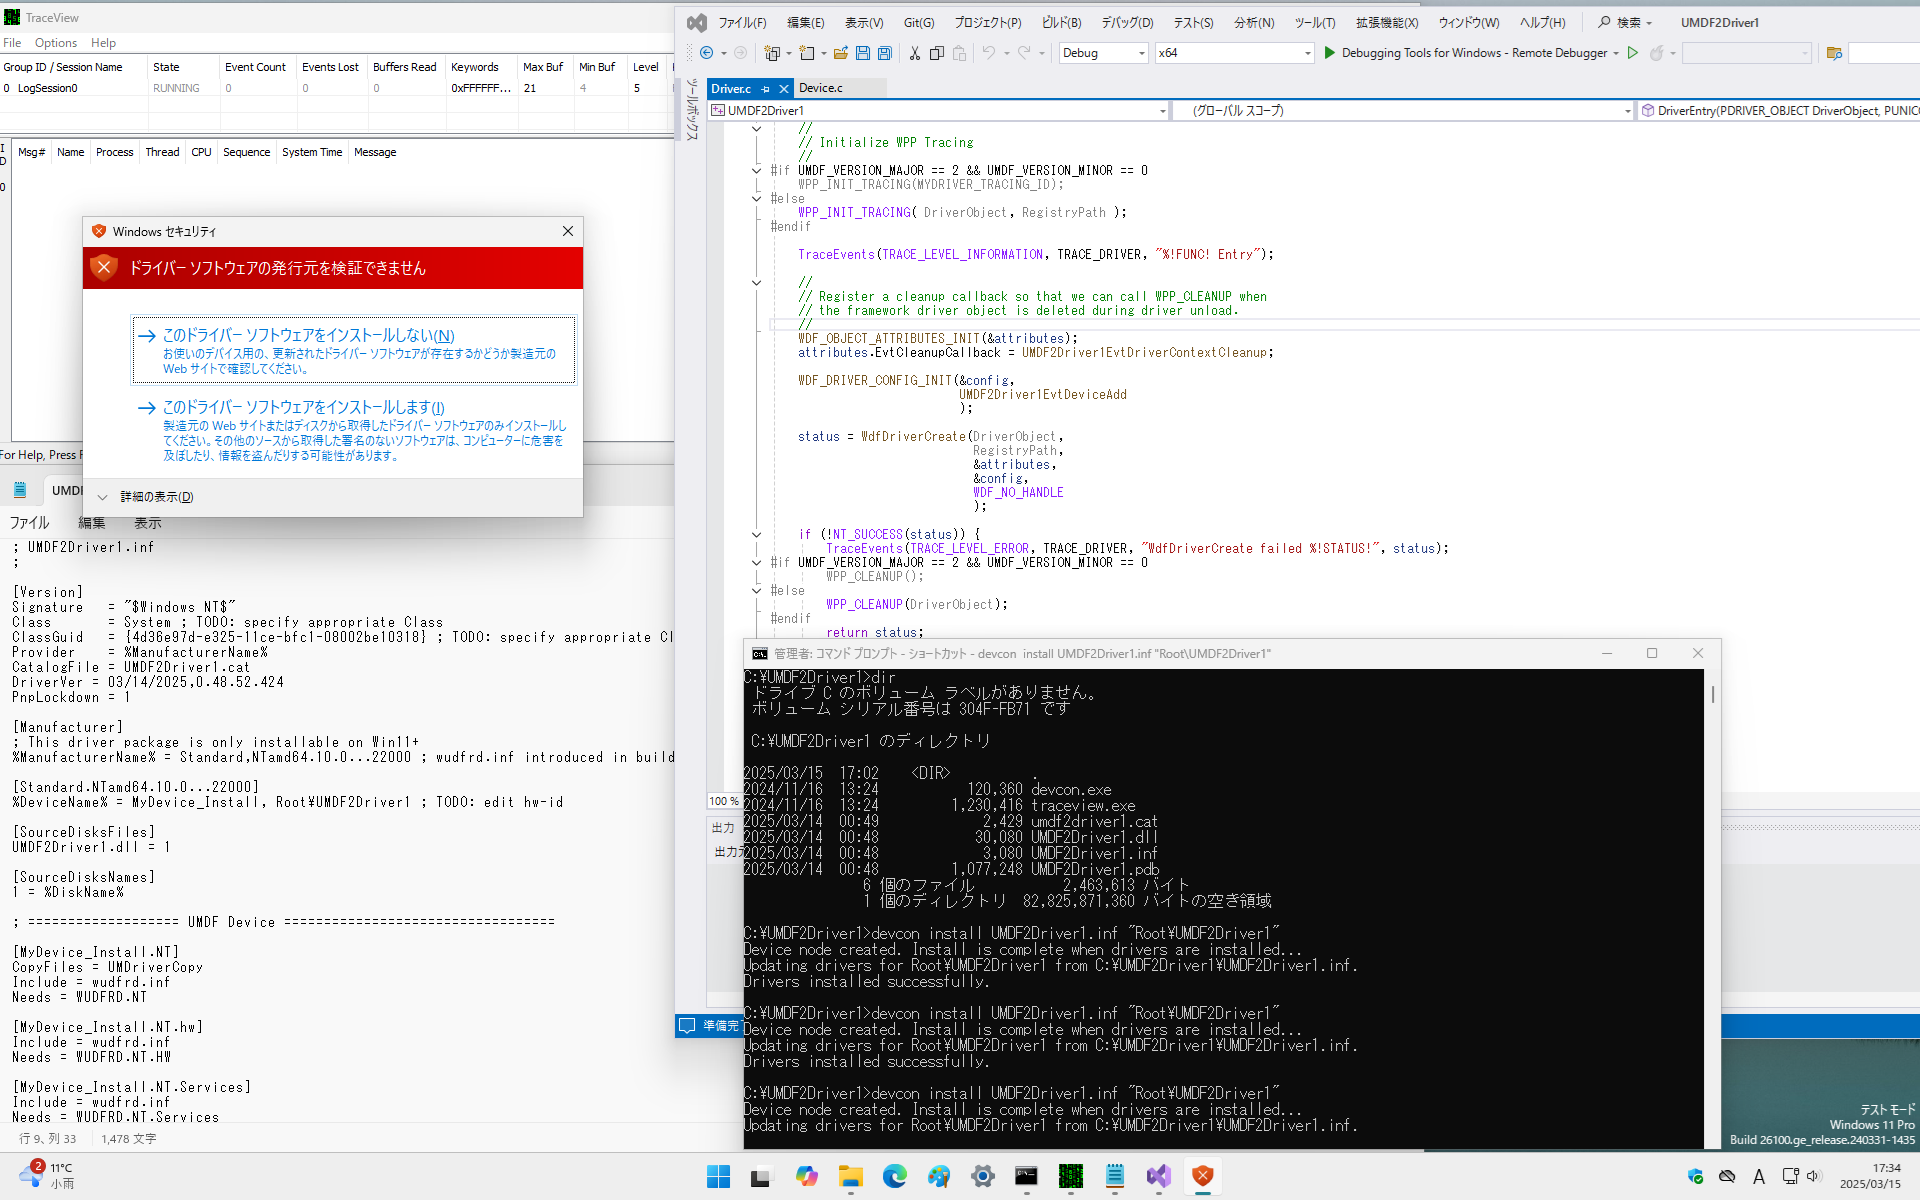 TraceView
File Options Help
Group ID / Session Name State Event Count Events Lost Buffers Read Keywords Max Buf Min Buf Level
0 LogSession0 RUNNING 0 0 0 0xFFFFFF... 21 4 5
I
D
0
Msg# Name Process Thread CPU Sequence System Time Message
For Help, Press F
Windows セキュリティ
ドライバー ソフトウェアの発行元を検証できません
このドライバー ソフトウェアをインストールしない(N)
お使いのデバイス用の、更新されたドライバー ソフトウェアが存在するかどうか製造元の
Web サイトで確認してください。
このドライバー ソフトウェアをインストールします(I)
製造元の Web サイトまたはディスクから取得したドライバー ソフトウェアのみインストールし
てください。その他のソースから取得した署名のないソフトウェアは、コンピューターに危害を
及ぼしたり、情報を盗んだりする可能性があります。
詳細の表示(D)
UMDF
ファイル 編集 表示
; UMDF2Driver1.inf
;
[Version]
Signature = "$Windows NT$"
Class = System ; TODO: specify appropriate Class
ClassGuid = {4d36e97d-e325-11ce-bfc1-08002be10318} ; TODO: specify appropriate Cl
Provider = %ManufacturerName%
CatalogFile = UMDF2Driver1.cat
DriverVer = 03/14/2025,0.48.52.424
PnpLockdown = 1
[Manufacturer]
; This driver package is only installable on Win11+
%ManufacturerName% = Standard,NTamd64.10.0...22000 ; wudfrd.inf introduced in build
[Standard.NTamd64.10.0...22000]
%DeviceName% = MyDevice_Install, Root¥UMDF2Driver1 ; TODO: edit hw-id
[SourceDisksFiles]
UMDF2Driver1.dll = 1
[SourceDisksNames]
1 = %DiskName%
; =================== UMDF Device ==================================
[MyDevice_Install.NT]
CopyFiles = UMDriverCopy
Include = wudfrd.inf
Needs = WUDFRD.NT
[MyDevice_Install.NT.hw]
Include = wudfrd.inf
Needs = WUDFRD.NT.HW
[MyDevice_Install.NT.Services]
Include = wudfrd.inf
Needs = WUDFRD.NT.Services
行 9、列 33 1,478 文字
ファイル(F) 編集(E) 表示(V) Git(G) プロジェクト(P) ビルド(B) デバッグ(D) テスト(S) 分析(N) ツール(T) 拡張機能(X) ウィンドウ(W) ヘルプ(H) 検索 UMDF2Driver1
Debug x64 Debugging Tools for Windows - Remote Debugger
ツールボックス
Driver.c Device.c
UMDF2Driver1 (グローバル スコープ) DriverEntry(PDRIVER_OBJECT DriverObject, PUNICO
//
// Initialize WPP Tracing
//
#if UMDF_VERSION_MAJOR == 2 && UMDF_VERSION_MINOR == 0
WPP_INIT_TRACING(MYDRIVER_TRACING_ID);
#else
WPP_INIT_TRACING( DriverObject, RegistryPath );
#endif
TraceEvents(TRACE_LEVEL_INFORMATION, TRACE_DRIVER, "%!FUNC! Entry");
//
// Register a cleanup callback so that we can call WPP_CLEANUP when
// the framework driver object is deleted during driver unload.
//
WDF_OBJECT_ATTRIBUTES_INIT(&attributes);
attributes.EvtCleanupCallback = UMDF2Driver1EvtDriverContextCleanup;
WDF_DRIVER_CONFIG_INIT(&config,
UMDF2Driver1EvtDeviceAdd
);
status = WdfDriverCreate(DriverObject,
RegistryPath,
&attributes,
&config,
WDF_NO_HANDLE
);
if (!NT_SUCCESS(status)) {
TraceEvents(TRACE_LEVEL_ERROR, TRACE_DRIVER, "WdfDriverCreate failed %!STATUS!", status);
#if UMDF_VERSION_MAJOR == 2 && UMDF_VERSION_MINOR == 0
WPP_CLEANUP();
#else
WPP_CLEANUP(DriverObject);
#endif
return status;
100 %
出力
出力元
準備完了
管理者: コマンド プロンプト - ショートカット - devcon install UMDF2Driver1.inf "Root\UMDF2Driver1"
C:¥UMDF2Driver1>dir
ドライブ C のボリューム ラベルがありません。
ボリューム シリアル番号は 304F-FB71 です
C:¥UMDF2Driver1 のディレクトリ
2025/03/15 17:02 <DIR> .
2024/11/16 13:24 120,360 devcon.exe
2024/11/16 13:24 1,230,416 traceview.exe
2025/03/14 00:49 2,429 umdf2driver1.cat
2025/03/14 00:48 30,080 UMDF2Driver1.dll
2025/03/14 00:48 3,080 UMDF2Driver1.inf
2025/03/14 00:48 1,077,248 UMDF2Driver1.pdb
6 個のファイル 2,463,613 バイト
1 個のディレクトリ 82,825,871,360 バイトの空き領域
C:¥UMDF2Driver1>devcon install UMDF2Driver1.inf "Root¥UMDF2Driver1"
Device node created. Install is complete when drivers are installed...
Updating drivers for Root¥UMDF2Driver1 from C:¥UMDF2Driver1¥UMDF2Driver1.inf.
Drivers installed successfully.
C:¥UMDF2Driver1>devcon install UMDF2Driver1.inf "Root¥UMDF2Driver1"
Device node created. Install is complete when drivers are installed...
Updating drivers for Root¥UMDF2Driver1 from C:¥UMDF2Driver1¥UMDF2Driver1.inf.
Drivers installed successfully.
C:¥UMDF2Driver1>devcon install UMDF2Driver1.inf "Root¥UMDF2Driver1"
Device node created. Install is complete when drivers are installed...
Updating drivers for Root¥UMDF2Driver1 from C:¥UMDF2Driver1¥UMDF2Driver1.inf.
テスト モード
Windows 11 Pro
Build 26100.ge_release.240331-1435
2
11°C
小雨
A
17:34
2025/03/15